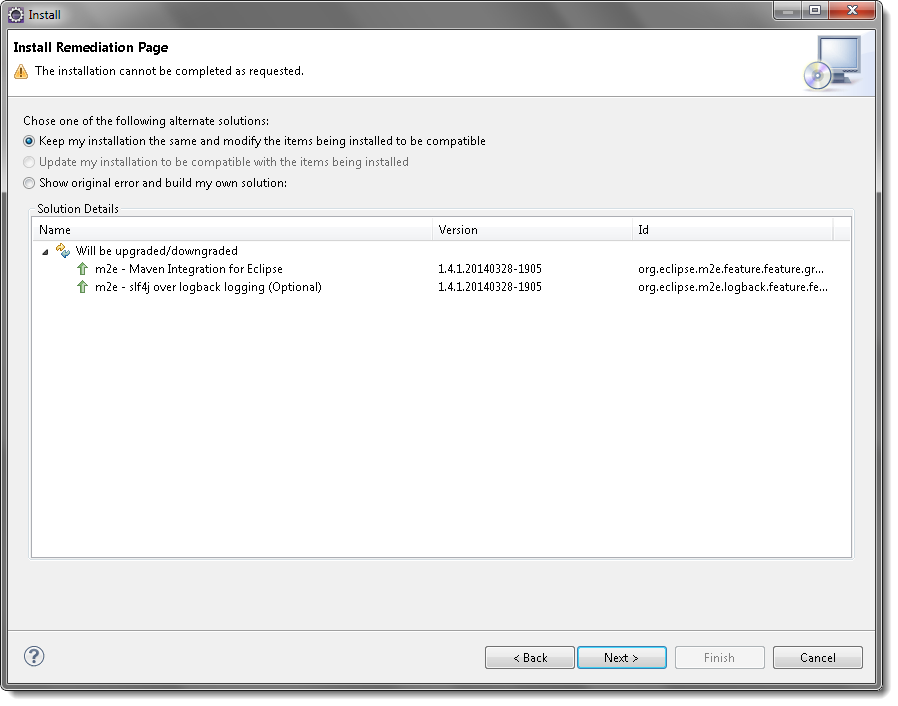 Install
Install Remediation Page
The installation cannot be completed as requested.
Chose one of the following alternate solutions:
Keep my installation the same and modify the items being installed to be compatible
Update my installation to be compatible with the items being installed
Show original error and build my own solution:
Solution Details
Name Version Id
Will be upgraded/downgraded
m2e - Maven Integration for Eclipse 1.4.1.20140328-1905 org.eclipse.m2e.feature.feature.gr...
m2e - slf4j over logback logging (Optional) 1.4.1.20140328-1905 org.eclipse.m2e.logback.feature.fe...
? < Back Next > Finish Cancel